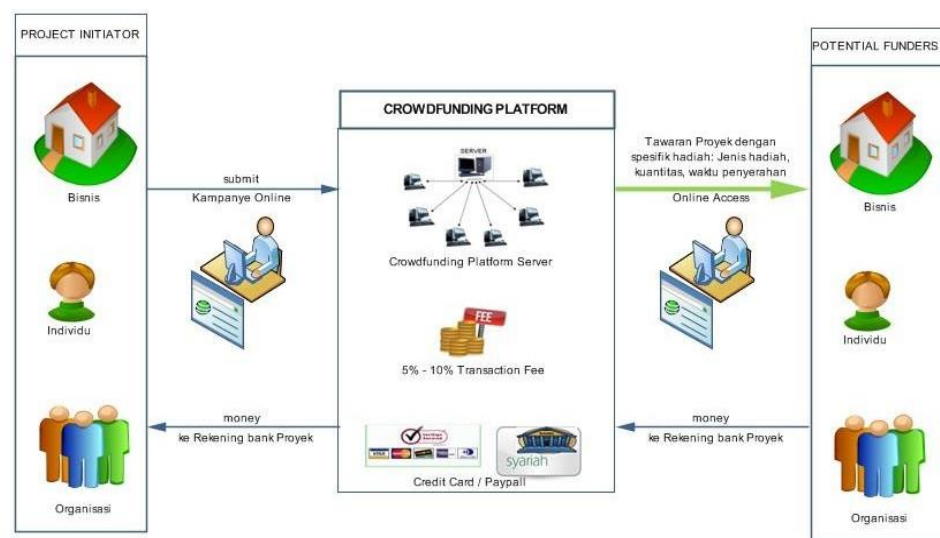 PROJECT INITIATOR
Bisnis
Individu
Organisasi
submit
Kampanye Online
money
ke Rekening bank Proyek
CROWDFUNDING PLATFORM
SERVER
Crowdfunding Platform Server
FEE
5% - 10% Transaction Fee
VISA
syariah
Credit Card / Paypall
Tawaran Proyek dengan
spesifik hadiah: Jenis hadiah,
kuantitas, waktu penyerahan
Online Access
money
ke Rekening bank Proyek
POTENTIAL FUNDERS
Bisnis
Individu
Organisasi